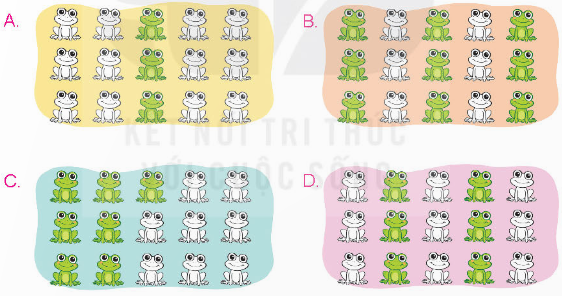 A.
B.
KẾT NỐI TRI THỨC
VỚI CUỘC SỐNG
C.
D.